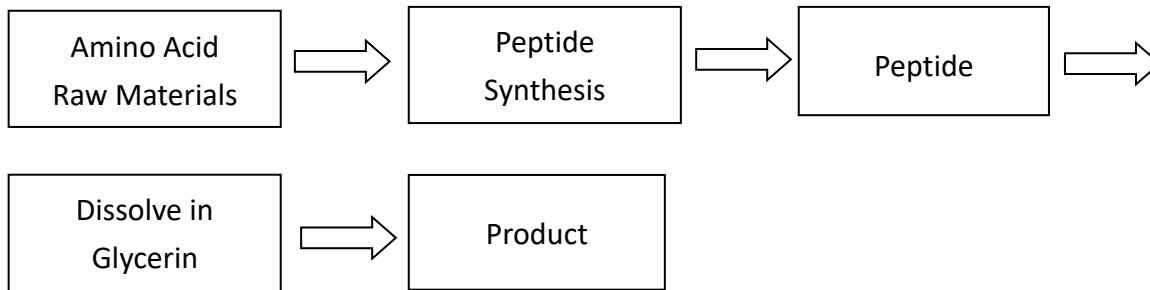 Amino Acid
Raw Materials
Peptide
Synthesis
Peptide
Dissolve in
Glycerin
Product